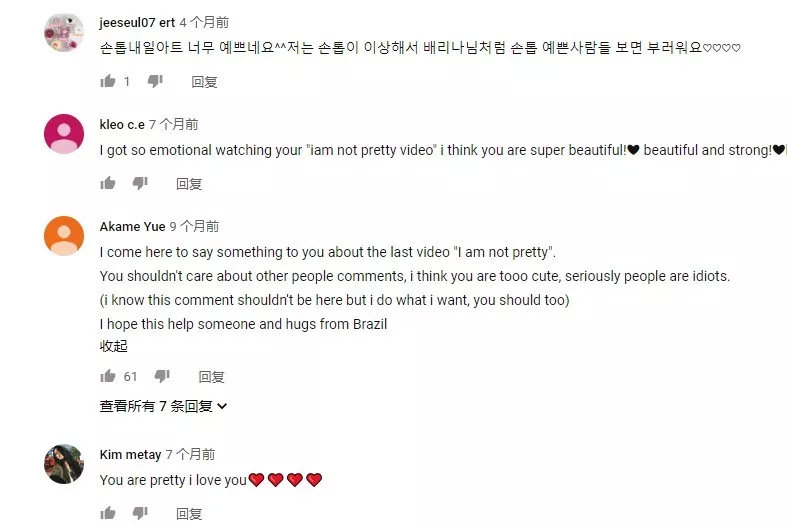 jeeseul07 ert 4 个月前
손톱내일아트 너무 예쁘네요^^저는 손톱이 이상해서 배리나님처럼 손톱 예쁜사람들 보면 부러워요♡♡♡♡
1 回复
kleo c.e 7 个月前
I got so emotional watching your "iam not pretty video" i think you are super beautiful!♥ beautiful and strong!♥
回复
Akame Yue 9 个月前
I come here to say something to you about the last video "I am not pretty".
You shouldn't care about other people comments, i think you are tooo cute, seriously people are idiots.
(i know this comment shouldn't be here but i do what i want, you should too)
I hope this help someone and hugs from Brazil
收起
61 回复
查看所有 7 条回复
Kim metay 7 个月前
You are pretty i love you❤❤❤❤
回复